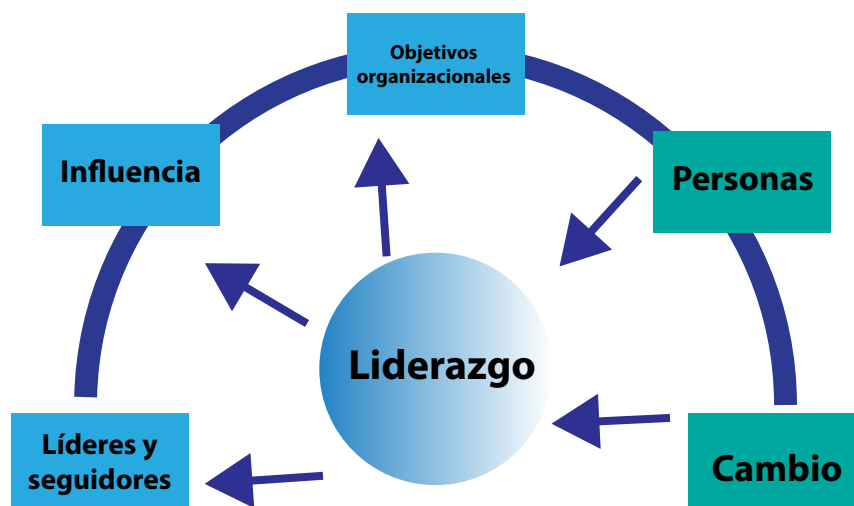 Objetivos
organizacionales
Influencia
Personas
Liderazgo
Líderes y
seguidores
Cambio